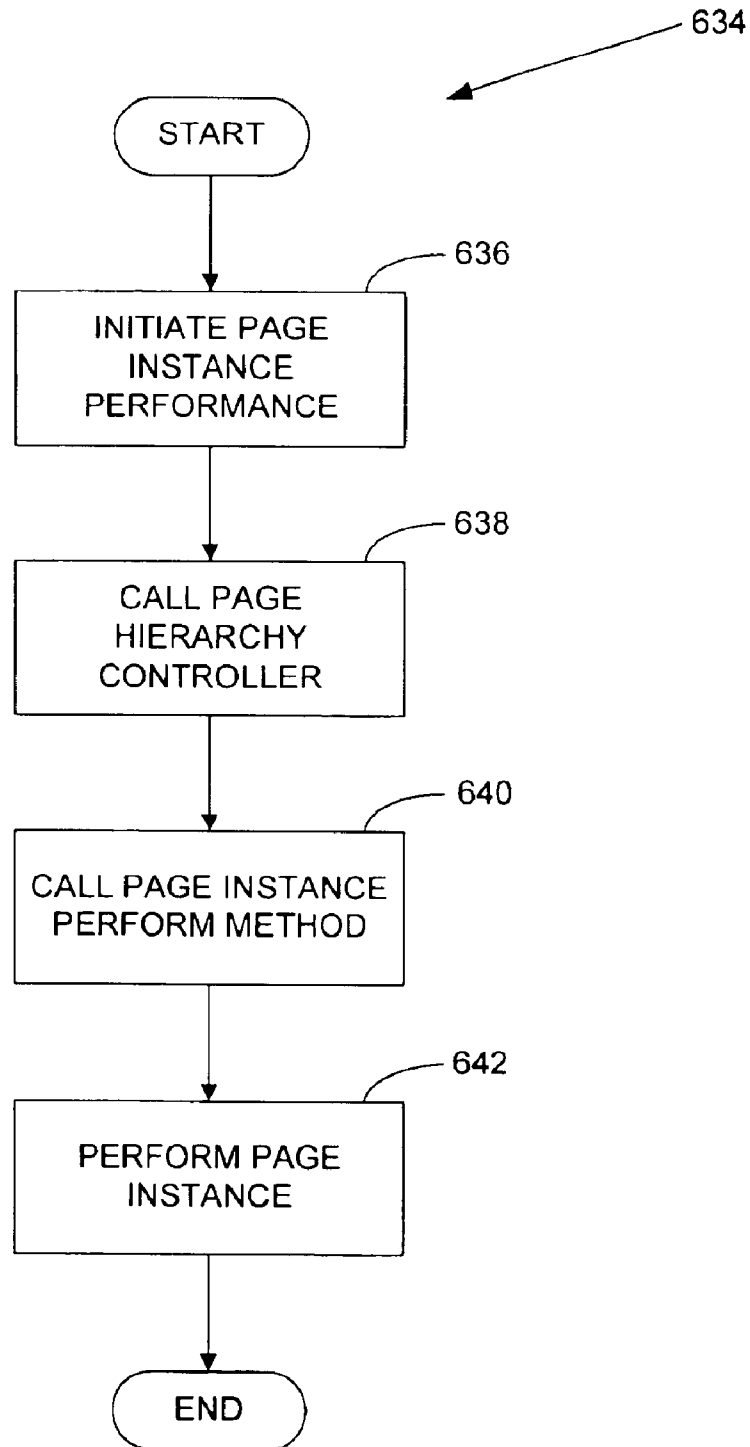 634
START
636
INITIATE PAGE
INSTANCE
PERFORMANCE
638
CALL PAGE
HIERARCHY
CONTROLLER
640
CALL PAGE INSTANCE
PERFORM METHOD
642
PERFORM PAGE
INSTANCE
END